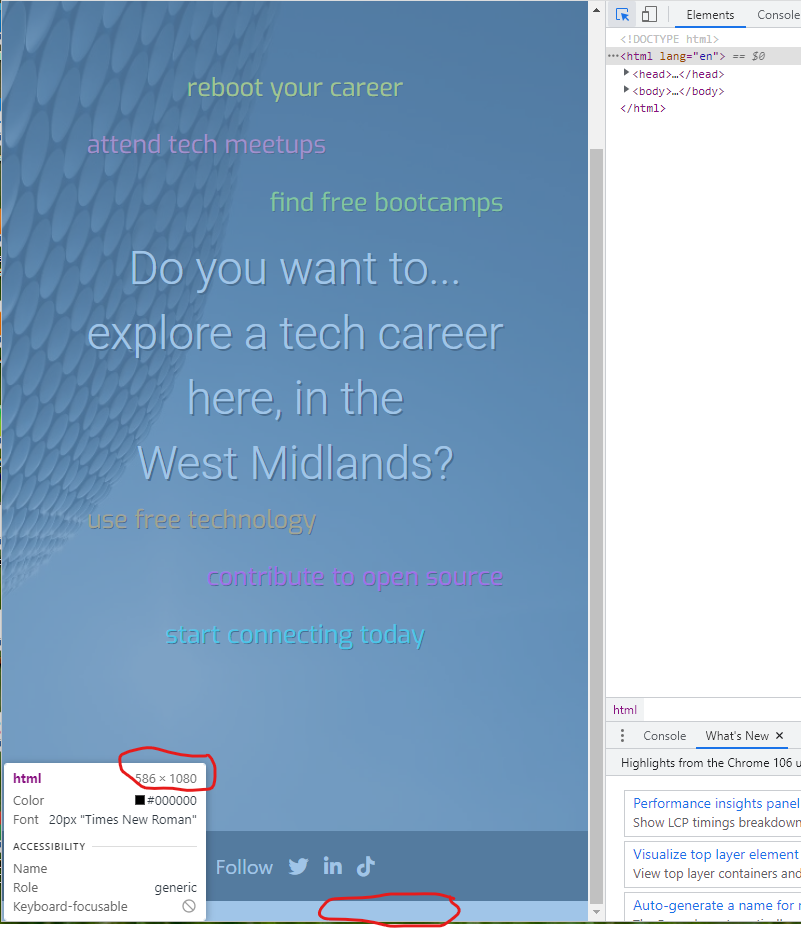 reboot your career
attend tech meetups
find free bootcamps
Do you want to...
explore a tech career
here, in the
West Midlands?
use free technology
contribute to open source
start connecting today
html 586 × 1080
Color #000000
Font 20px "Times New Roman"
ACCESSIBILITY
Name
Role generic
Keyboard-focusable
Follow
Elements Console
<!DOCTYPE html>
<html lang="en"> == $0
<head>…</head>
<body>…</body>
</html>
html
Console What's New ✕
Highlights from the Chrome 106 u
Performance insights panel
Show LCP timings breakdown
Visualize top layer element
View top layer containers and
Auto-generate a name for r